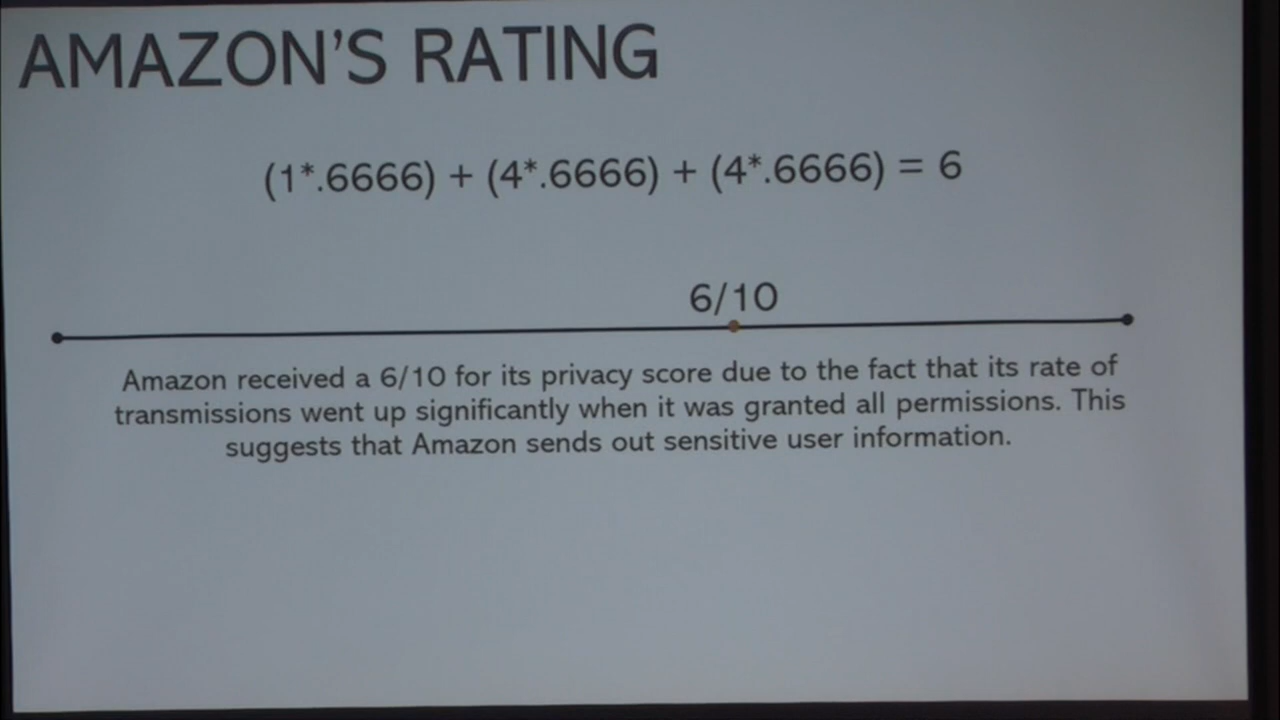 AMAZON'S RATING
(1*.6666) + (4*.6666) + (4*.6666) = 6
6/10
Amazon received a 6/10 for its privacy score due to the fact that its rate of
transmissions went up significantly when it was granted all permissions. This
suggests that Amazon sends out sensitive user information.